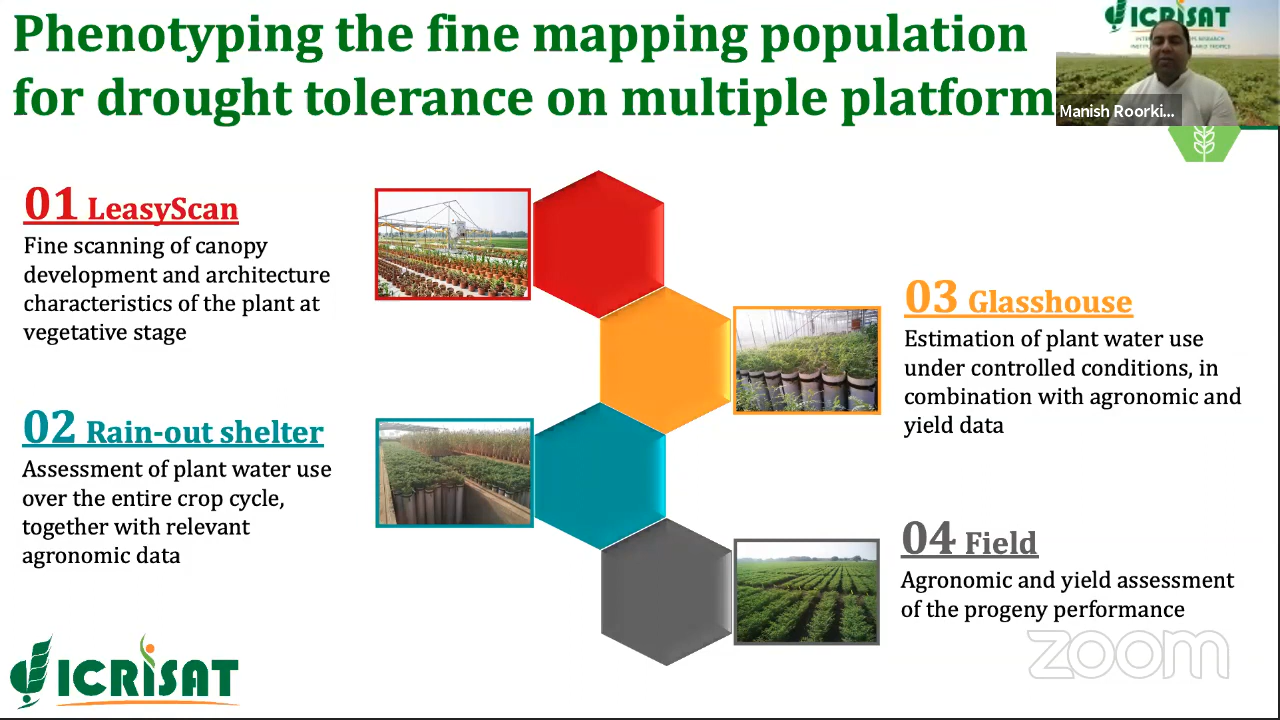 Phenotyping the fine mapping population
for drought tolerance on multiple platform
ICRISAT
Manish Roorki...
01 LeasyScan
Fine scanning of canopy
development and architecture
characteristics of the plant at
vegetative stage
02 Rain-out shelter
Assessment of plant water use
over the entire crop cycle,
together with relevant
agronomic data
03 Glasshouse
Estimation of plant water use
under controlled conditions, in
combination with agronomic and
yield data
04 Field
Agronomic and yield assessment
of the progeny performance
ICRISAT
zoom